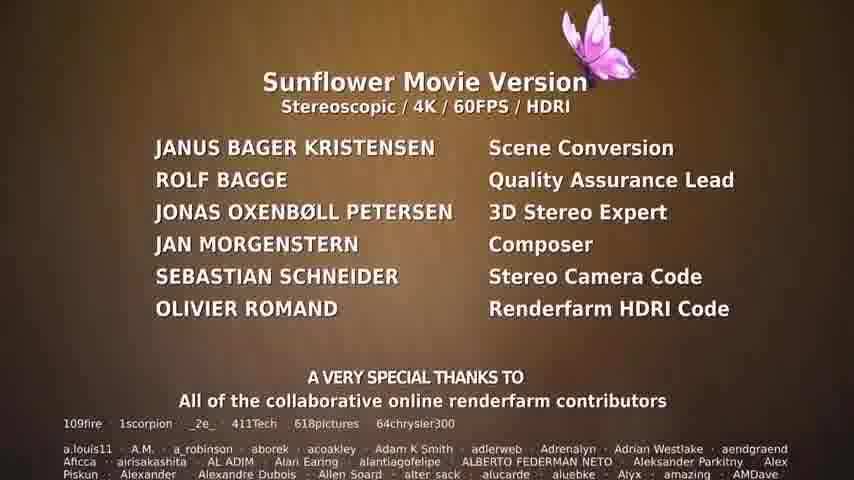 Sunflower Movie Version
Stereoscopic / 4K / 60FPS / HDRI
JANUS BAGER KRISTENSEN Scene Conversion
ROLF BAGGE Quality Assurance Lead
JONAS OXENBØLL PETERSEN 3D Stereo Expert
JAN MORGENSTERN Composer
SEBASTIAN SCHNEIDER Stereo Camera Code
OLIVIER ROMAND Renderfarm HDRI Code
A VERY SPECIAL THANKS TO
All of the collaborative online renderfarm contributors
109fire · 1scorpion · _2e_ · 411Tech · 618pictures · 64chrysler300
a.louis11 · A.M. · a_robinson · aborek · acoakley · Adam K Smith · adlerweb · Adrenalyn · Adrian Westlake · aendgraend
Aficca · airisakashita · AL ADIM · Alan Earing · alantiagofelipe · ALBERTO FEDERMAN NETO · Aleksander Parkitny · Alex
Piskun · Alexander · Alexandre Dubois · Allen Soard · alter_sack · alucarde · aluebke · Alyx · amazing · AMDave